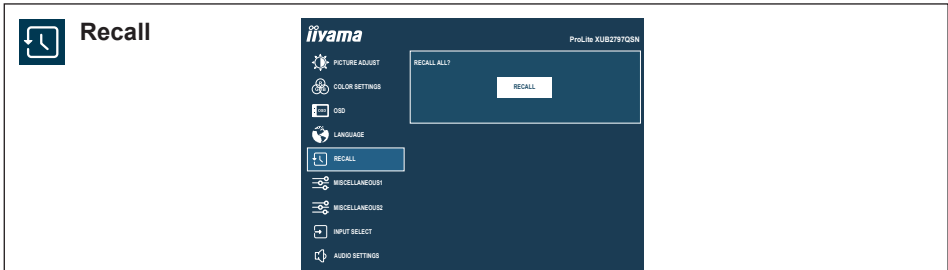 Recall
iiyama
ProLite XUB2797QSN
PICTURE ADJUST
RECALL ALL?
COLOR SETTINGS
RECALL
OSD
OSD
LANGUAGE
RECALL
MISCELLANEOUS1
MISCELLANEOUS2
INPUT SELECT
AUDIO SETTINGS